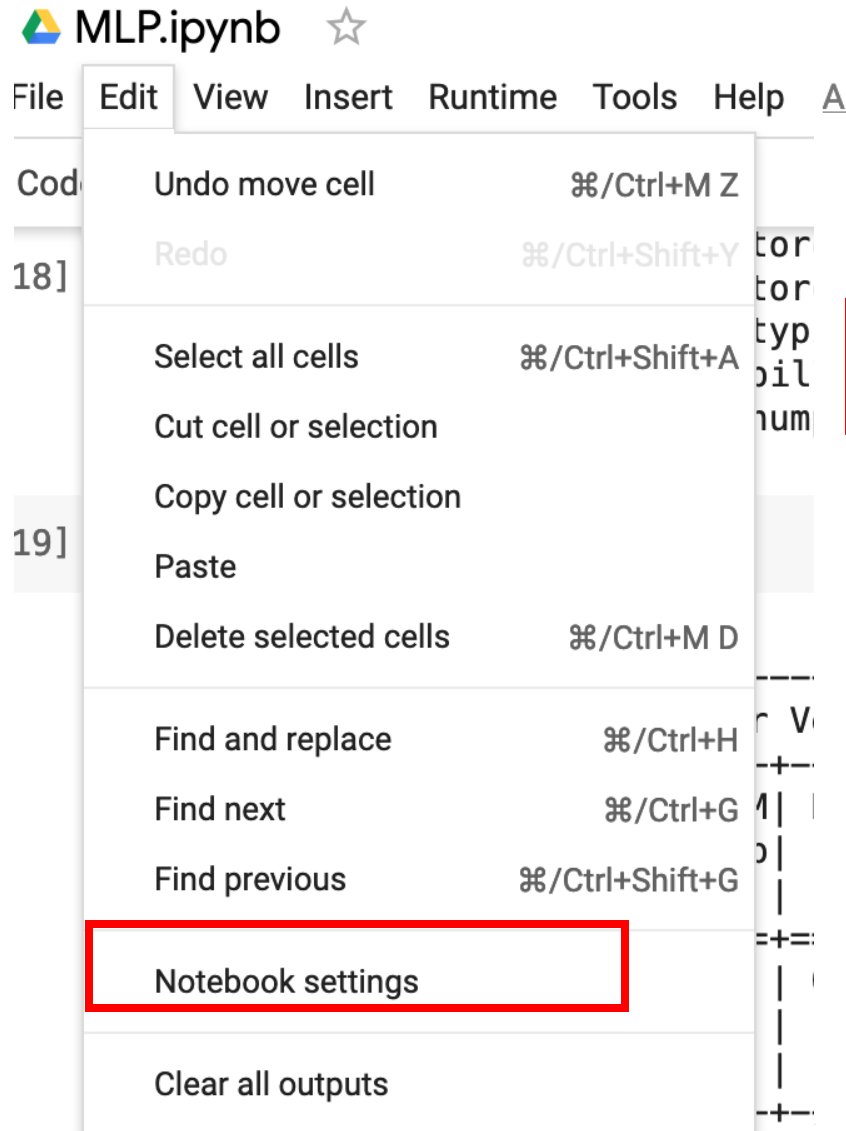 MLP.ipynb
File Edit View Insert Runtime Tools Help A
Undo move cell ⌘/Ctrl+M Z
Redo ⌘/Ctrl+Shift+Y
18]
Select all cells ⌘/Ctrl+Shift+A
Cut cell or selection
Copy cell or selection
19]
Paste
Delete selected cells ⌘/Ctrl+M D
Find and replace ⌘/Ctrl+H
Find next ⌘/Ctrl+G
Find previous ⌘/Ctrl+Shift+G
Notebook settings
Clear all outputs